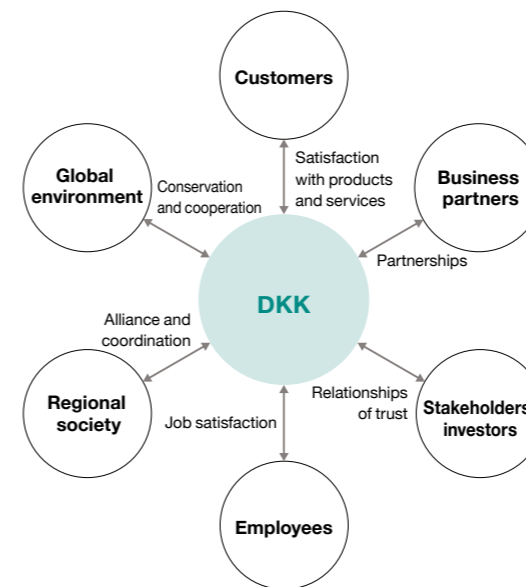 Customers
Satisfaction
with products
and services
Global
environment
Conservation
and cooperation
Business
partners
Partnerships
DKK
Alliance and
coordination
Regional
society
Relationships
of trust
Stakeholders
investors
Job satisfaction
Employees